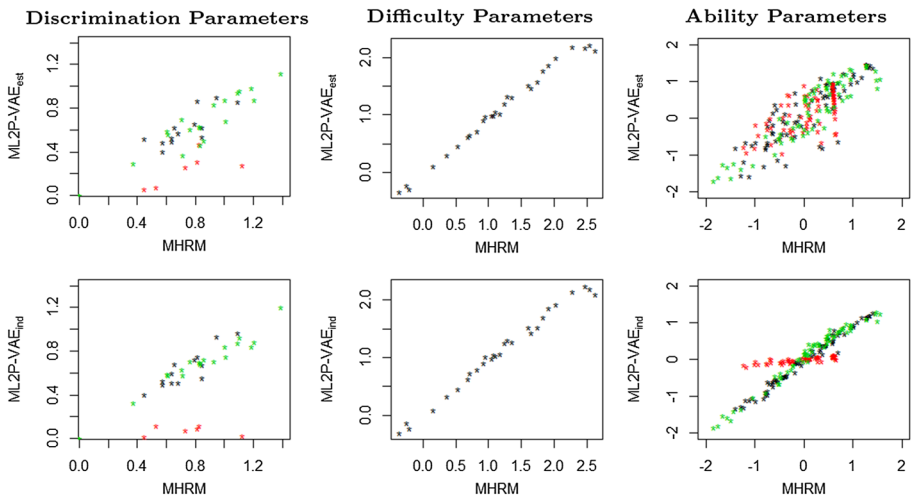 Discrimination Parameters
Difficulty Parameters
Ability Parameters
ML2P-VAEest
0.0 0.4 0.8 1.2
0.0 0.4 0.8 1.2
MHRM
ML2P-VAEest
0.0 1.0 2.0
0.0 0.5 1.0 1.5 2.0 2.5
MHRM
ML2P-VAEest
-2 -1 0 1 2
-2 -1 0 1 2
MHRM
ML2P-VAEind
0.0 0.4 0.8 1.2
0.0 0.4 0.8 1.2
MHRM
ML2P-VAEind
0.0 1.0 2.0
0.0 0.5 1.0 1.5 2.0 2.5
MHRM
ML2P-VAEind
-2 -1 0 1 2
-2 -1 0 1 2
MHRM